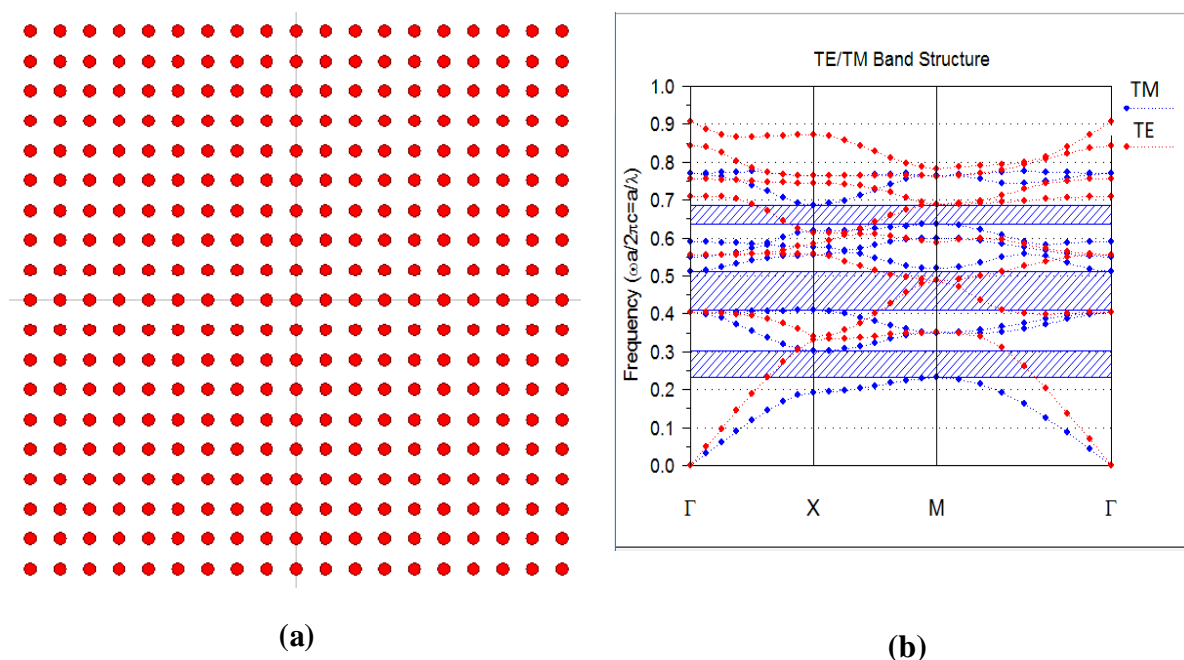 TE/TM Band Structure
TM
TE
Frequency (ωa/2πc=a/λ)
1.0
0.9
0.8
0.7
0.6
0.5
0.4
0.3
0.2
0.1
0.0
Γ X M Γ
(a)
(b)